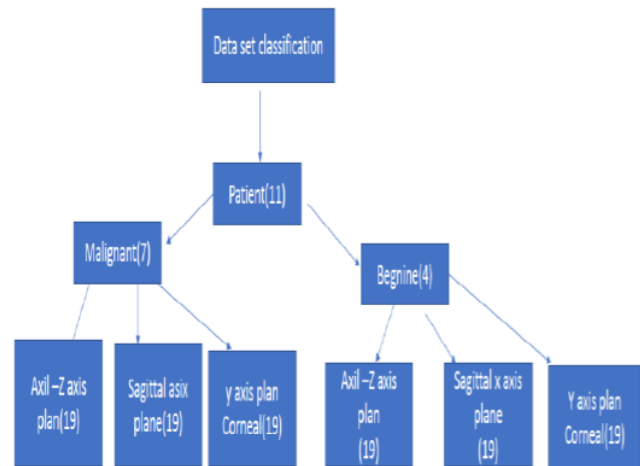 Data set classification
Patient(11)
Malignant(7)
Begnine(4)
Axil –Z axis
plan(19)
Sagittal asix
plane(19)
y axis plan
Corneal(19)
Axil –Z axis
plan
(19)
Sagittal x axis
plane
(19)
Y axis plan
Corneal(19)